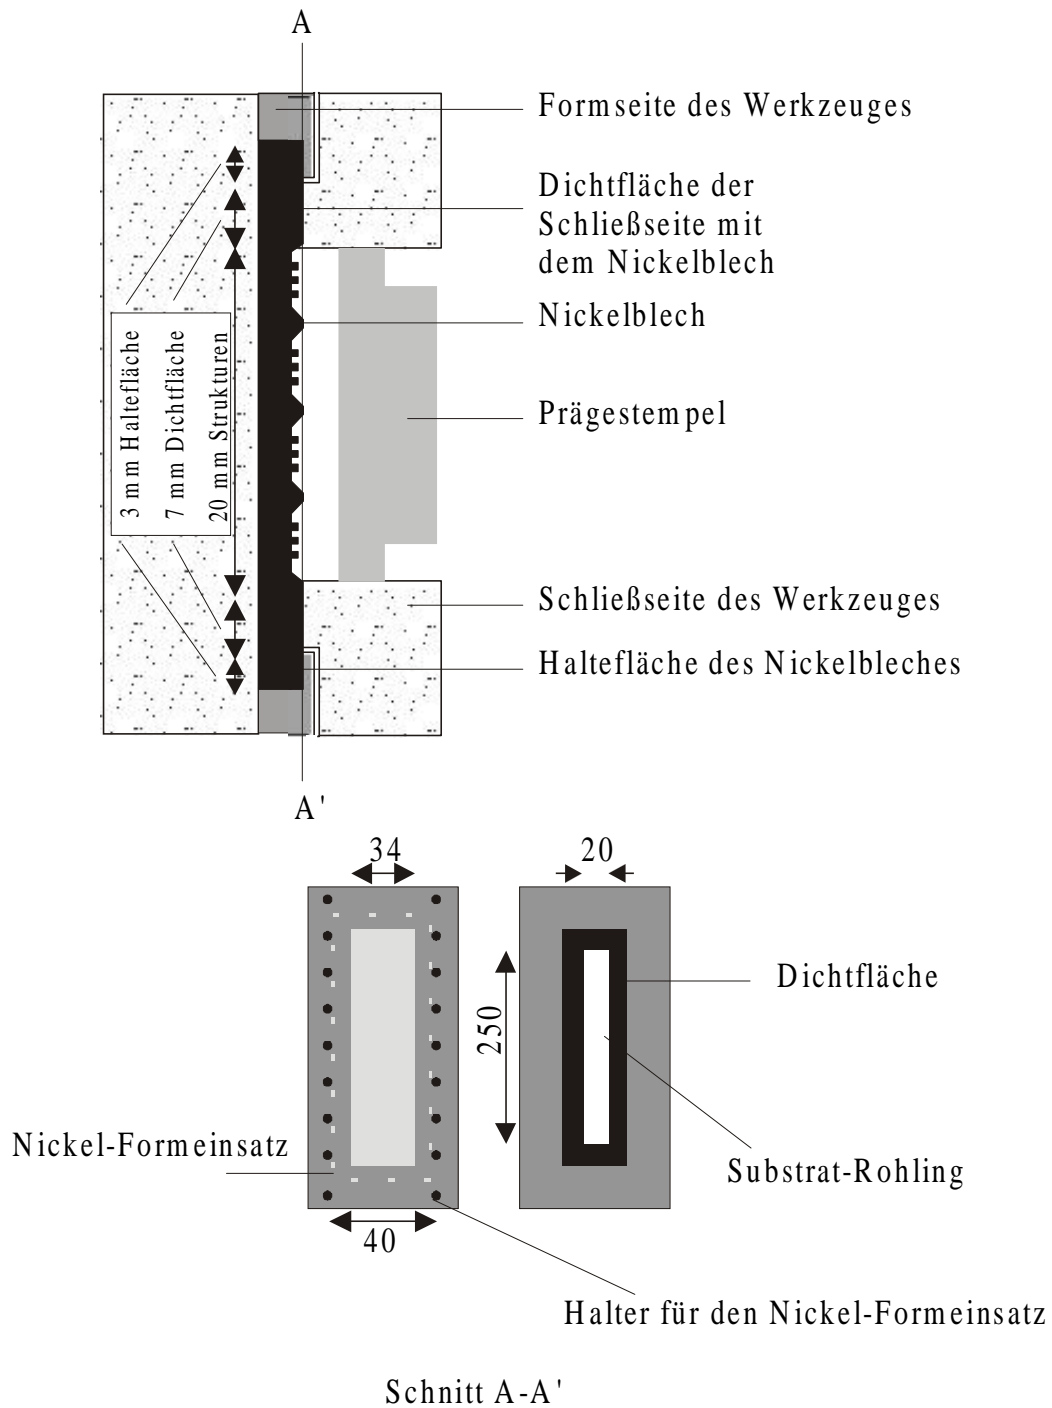 A
Formseite des Werkzeuges
Dichtfläche der
Schließseite mit
dem Nickelblech
Nickelblech
3 mm Haltefläche
7 mm Dichtfläche
20 mm Strukturen
Prägestempel
Schließseite des Werkzeuges
Haltefläche des Nickelbleches
A'
34
20
Dichtfläche
250
Nickel-Formeinsatz
Substrat-Rohling
40
Halter für den Nickel-Formeinsatz
Schnitt A-A'